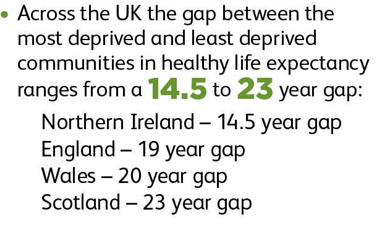 • Across the UK the gap between the
most deprived and least deprived
communities in healthy life expectancy
ranges from a 14.5 to 23 year gap:
Northern Ireland – 14.5 year gap
England – 19 year gap
Wales – 20 year gap
Scotland – 23 year gap